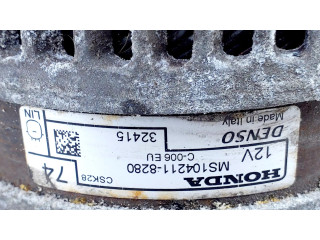 HONDA
MS104211-8280
12V
C-006 EU
DENSO
Made in Italy
32415
CSK28
74
LIN